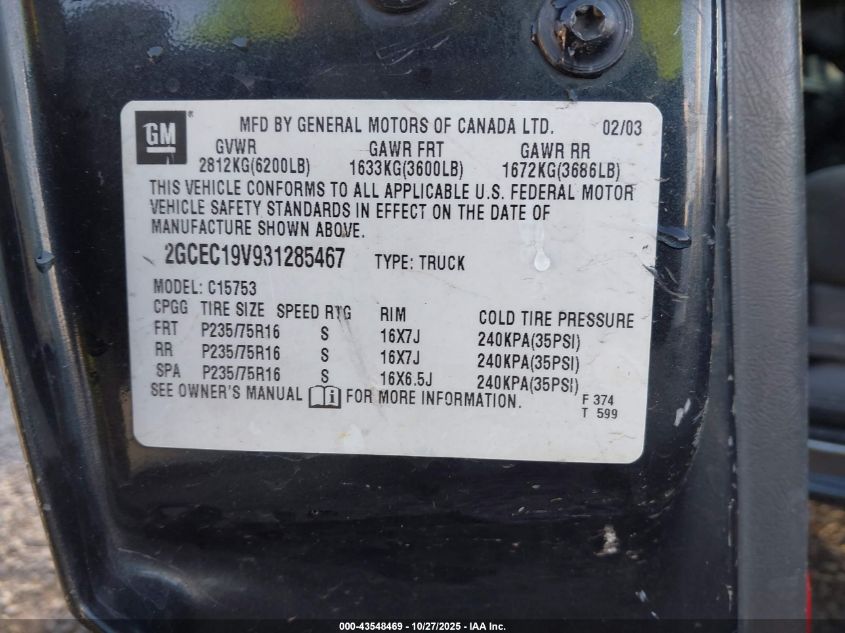 GM ® MFD BY GENERAL MOTORS OF CANADA LTD. 02/03
GVWR GAWR FRT GAWR RR
2812KG(6200LB) 1633KG(3600LB) 1672KG(3686LB)
THIS VEHICLE CONFORMS TO ALL APPLICABLE U.S. FEDERAL MOTOR
VEHICLE SAFETY STANDARDS IN EFFECT ON THE DATE OF
MANUFACTURE SHOWN ABOVE.
2GCEC19V931285467 TYPE: TRUCK
MODEL: C15753
CPGG TIRE SIZE SPEED RTG RIM COLD TIRE PRESSURE
FRT P235/75R16 S 16X7J 240KPA(35PSI)
RR P235/75R16 S 16X7J 240KPA(35PSI)
SPA P235/75R16 S 16X6.5J 240KPA(35PSI)
SEE OWNER'S MANUAL i FOR MORE INFORMATION. F 374
T 599
000-43548469 - 10/27/2025 - IAA Inc.